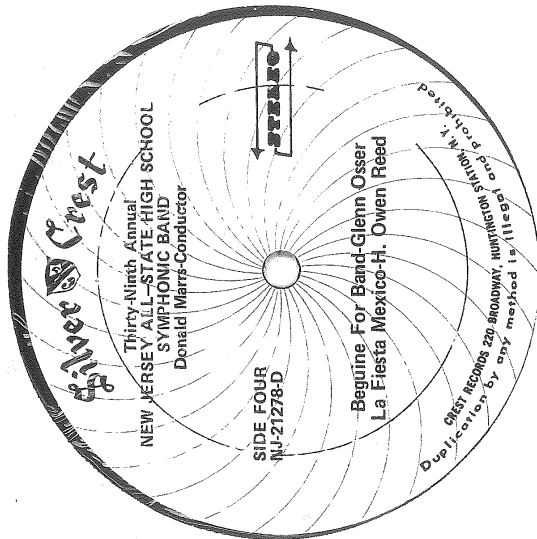 Silver Crest
Thirty-Ninth Annual
NEW JERSEY ALL-STATE HIGH SCHOOL
SYMPHONIC BAND
Donald Marrs-Conductor
STEREO
SIDE FOUR
NJ-21278-D
Beguine For Band-Glenn Osser
La Fiesta Mexico-H. Owen Reed
CREST RECORDS 220 BROADWAY, HUNTINGTON STATION, N. Y.
Duplication by any method is illegal and prohibited